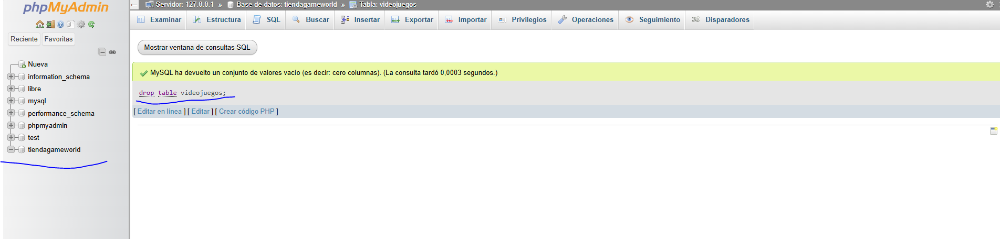 phpMyAdmin
Reciente Favoritas
Nueva
information_schema
libre
mysql
performance_schema
phpmyadmin
test
tiendagameworld
← Servidor: 127.0.0.1 » Base de datos: tiendagameworld » Tabla: videojuegos
Examinar Estructura SQL Buscar Insertar Exportar Importar Privilegios Operaciones Seguimiento Disparadores
Mostrar ventana de consultas SQL
MySQL ha devuelto un conjunto de valores vacío (es decir: cero columnas). (La consulta tardó 0,0003 segundos.)
drop table videojuegos;
[ Editar en línea ] [ Editar ] [ Crear código PHP ]